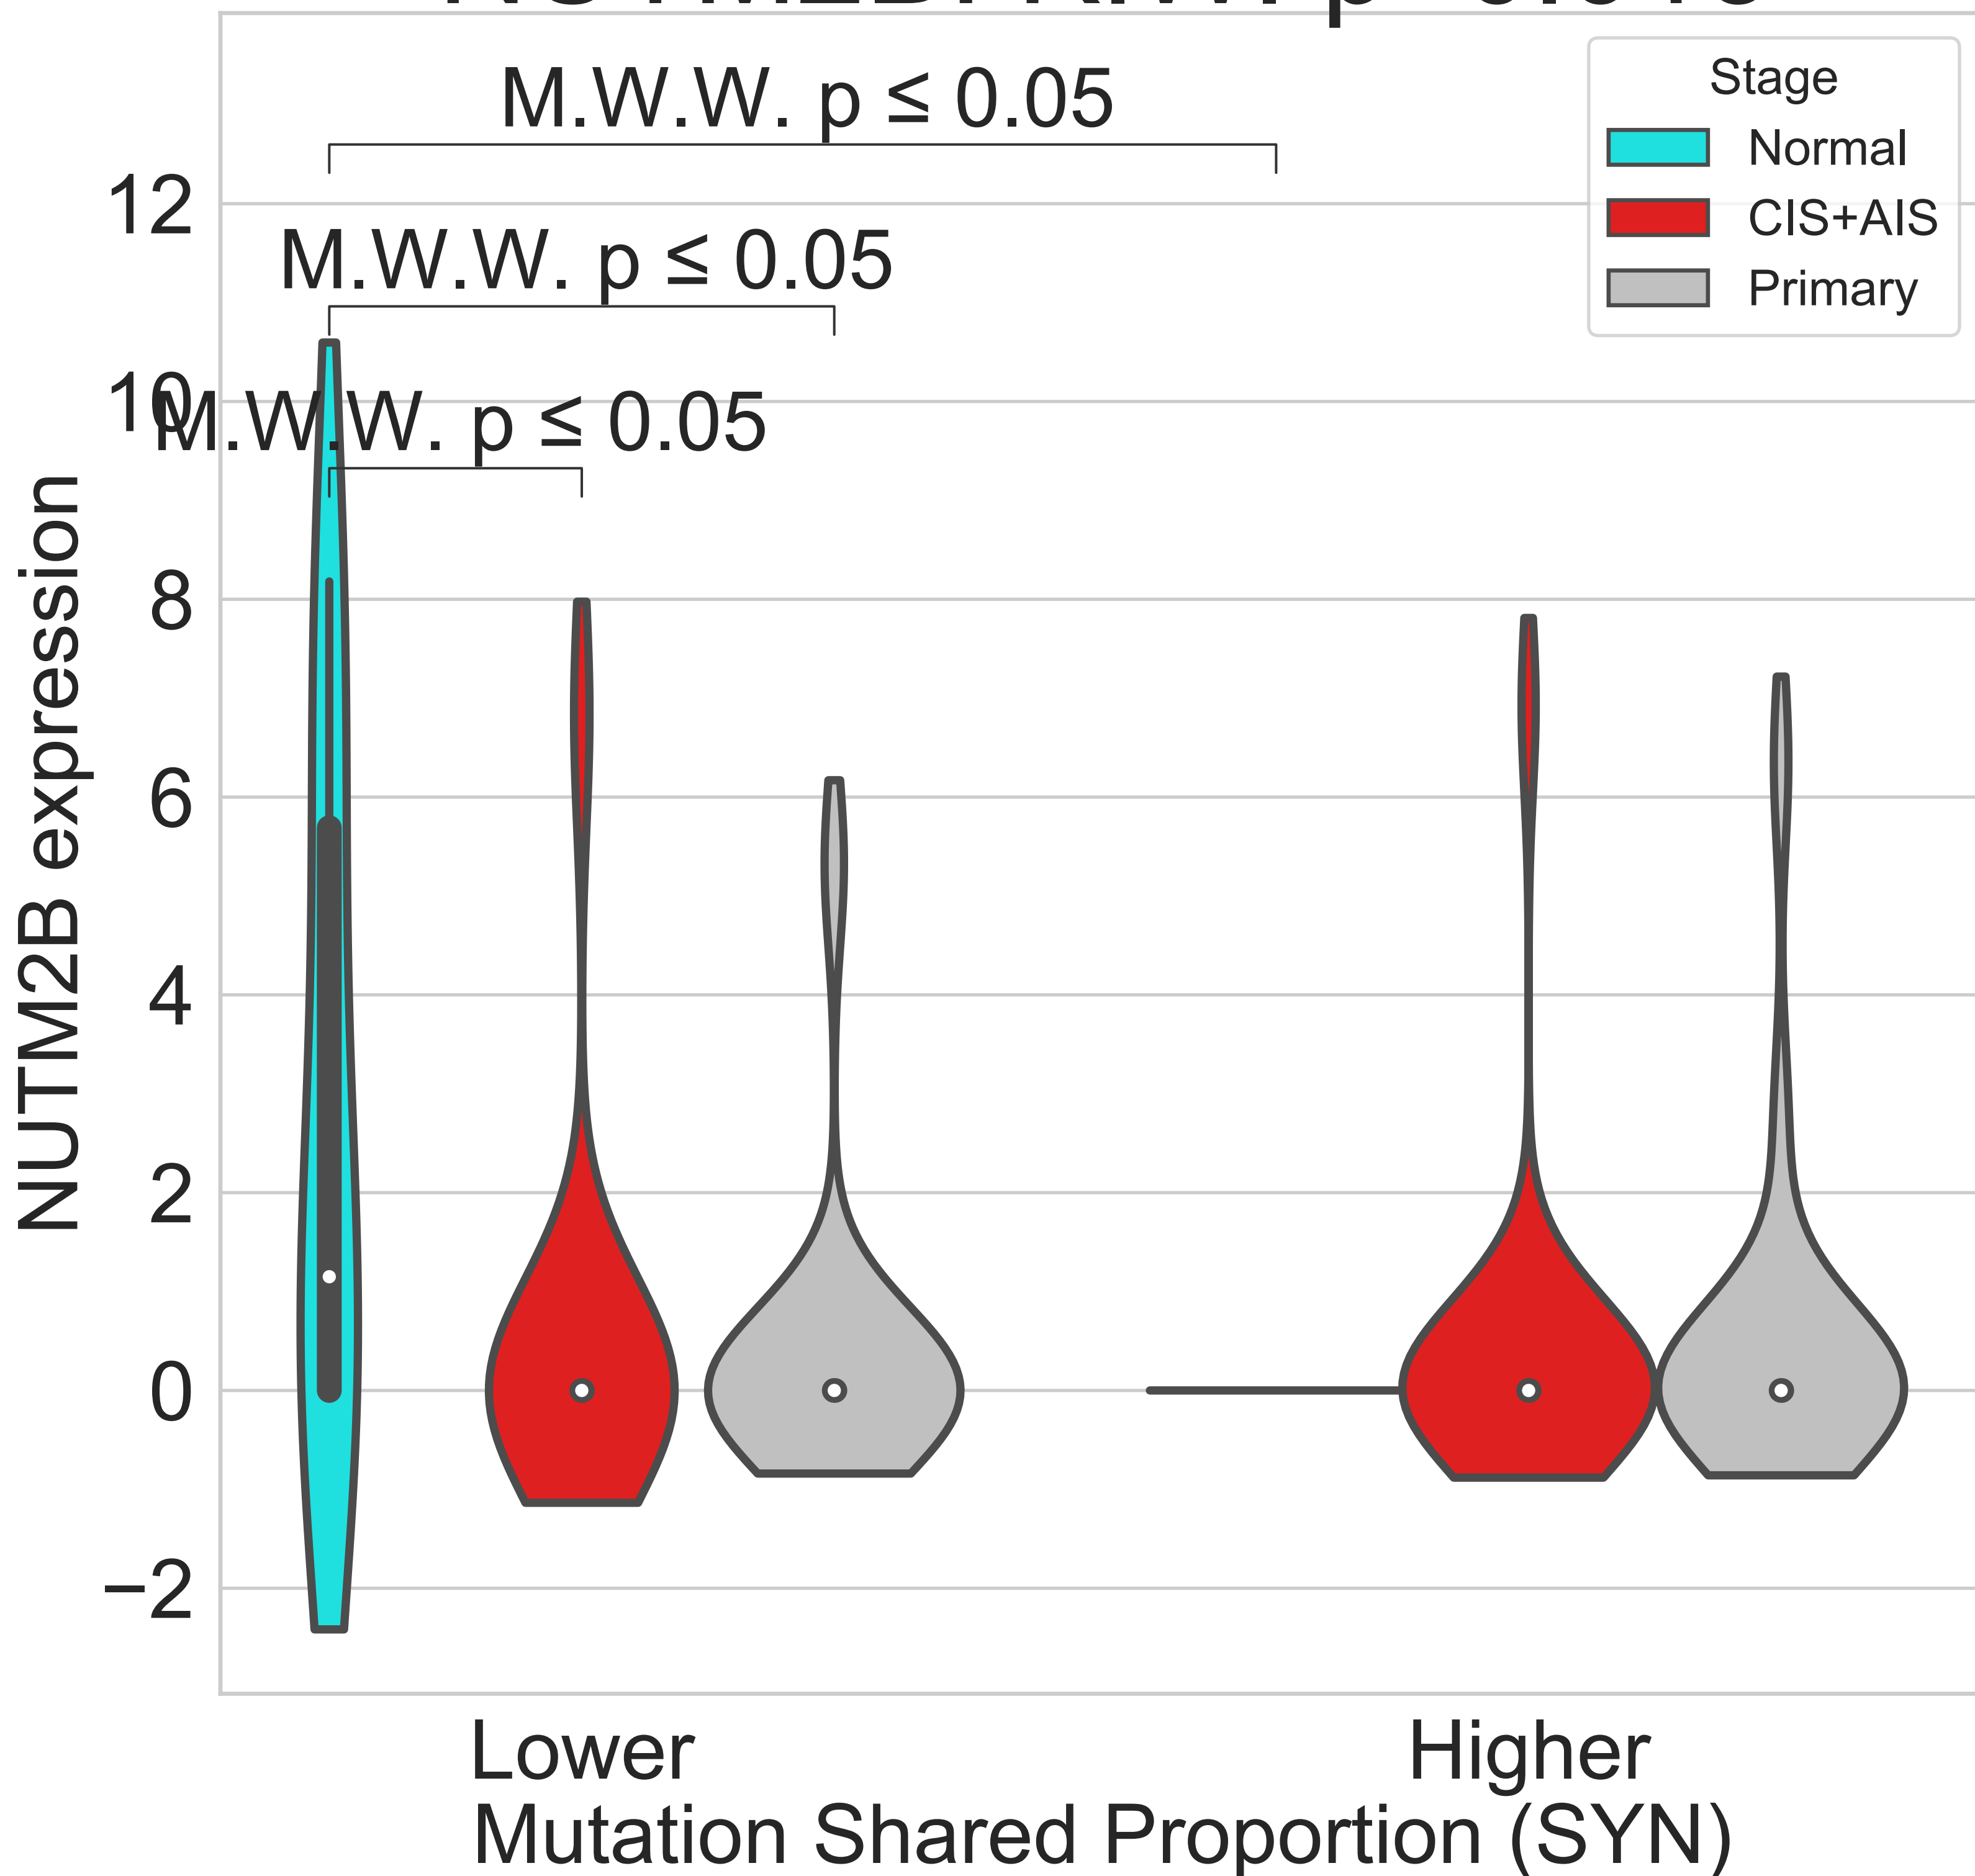 M.W.W. p ≤ 0.05
M.W.W. p ≤ 0.05
M.W.W. p ≤ 0.05
Stage
Normal
CIS+AIS
Primary
12
10
8
6
4
2
0
−2
NUTM2B expression
Lower
Higher
Mutation Shared Proportion (SYN)